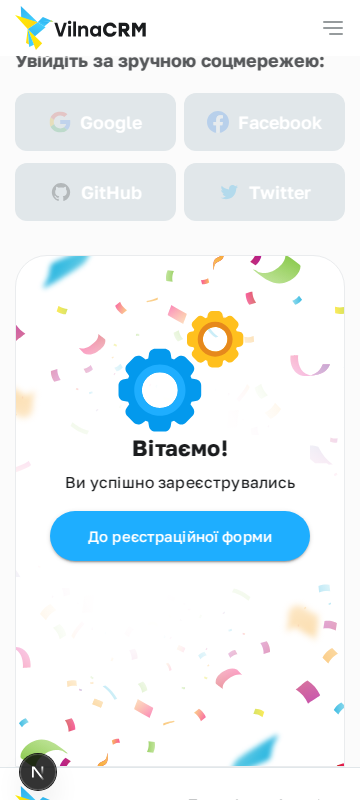 VilnaCRM
Увійдіть за зручною соцмережею:
Google
Facebook
GitHub
Twitter
Вітаємо!
Ви успішно зареєструвались
До реєстраційної форми
N